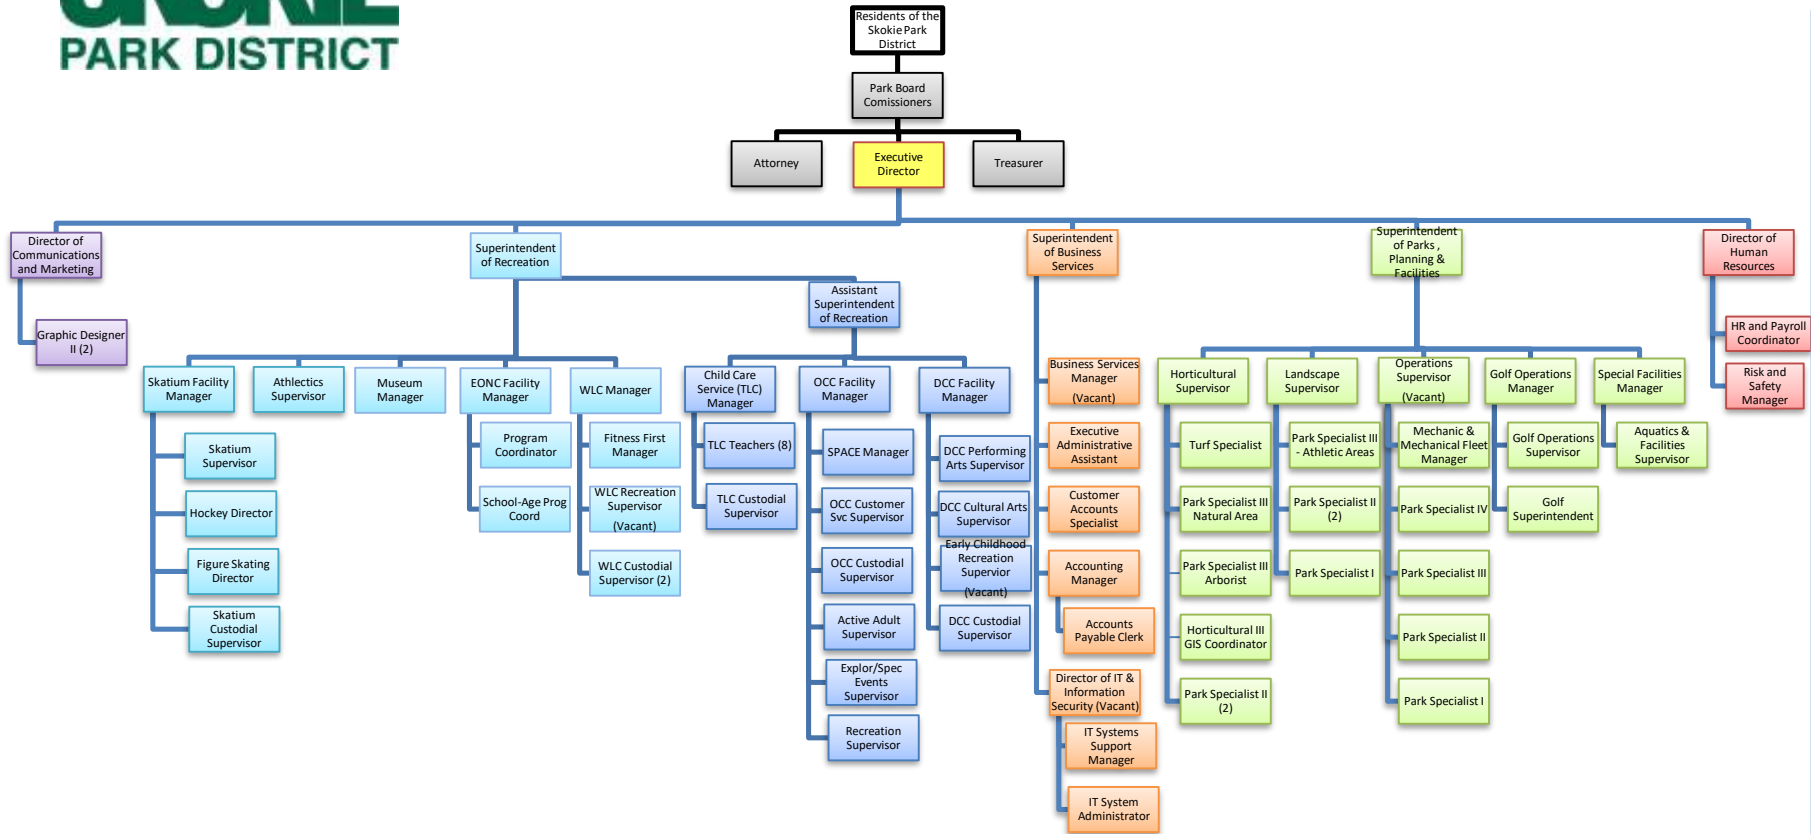 PARK DISTRICT
Residents of the
Skokie Park
District
Park Board
Comissioners
Attorney
Executive
Director
Treasurer
Director of
Communications
and Marketing
Superintendent
of Recreation
Superintendent
of Business
Services
Superintendent
of Parks ,
Planning &
Facilities
Director of
Human
Resources
Assistant
Superintendent
of Recreation
Graphic Designer
II (2)
HR and Payroll
Coordinator
Risk and
Safety
Manager
Skatium Facility
Manager
Athlectics
Supervisor
Museum
Manager
EONC Facility
Manager
WLC Manager
Child Care
Service (TLC)
Manager
OCC Facility
Manager
DCC Facility
Manager
Business Services
Manager
(Vacant)
Horticultural
Supervisor
Landscape
Supervisor
Operations
Supervisor
(Vacant)
Golf Operations
Manager
Special Facilities
Manager
Skatium
Supervisor
Hockey Director
Figure Skating
Director
Skatium
Custodial
Supervisor
Program
Coordinator
School-Age Prog
Coord
Fitness First
Manager
WLC Recreation
Supervisor
(Vacant)
WLC Custodial
Supervisor (2)
TLC Teachers (8)
TLC Custodial
Supervisor
SPACE Manager
OCC Customer
Svc Supervisor
OCC Custodial
Supervisor
Active Adult
Supervisor
Explor/Spec
Events
Supervisor
Recreation
Supervisor
DCC Performing
Arts Supervisor
DCC Cultural Arts
Supervisor
Early Childhood
Recreation
Supervior
(Vacant)
DCC Custodial
Supervisor
Executive
Administrative
Assistant
Customer
Accounts
Specialist
Accounting
Manager
Accounts
Payable Clerk
Director of IT &
Information
Security (Vacant)
IT Systems
Support
Manager
IT System
Administrator
Turf Specialist
Park Specialist III
Natural Area
Park Specialist III
Arborist
Horticultural III
GIS Coordinator
Park Specialist II
(2)
Park Specialist III
- Athletic Areas
Park Specialist II
(2)
Park Specialist I
Mechanic &
Mechanical Fleet
Manager
Park Specialist IV
Park Specialist III
Park Specialist II
Park Specialist I
Golf Operations
Supervisor
Golf
Superintendent
Aquatics &
Facilities
Supervisor